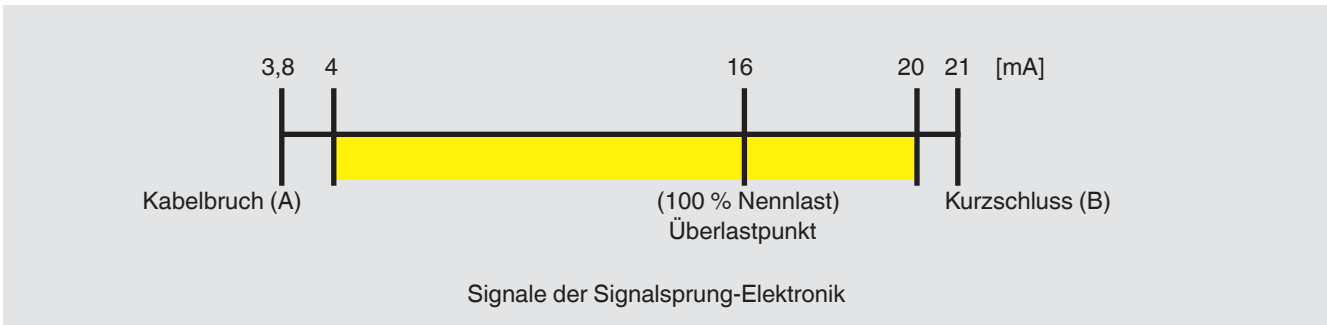 3,8 4 16 20 21 [mA]
Kabelbruch (A) (100 % Nennlast) Kurzschluss (B)
Überlastpunkt
Signale der Signalsprung-Elektronik